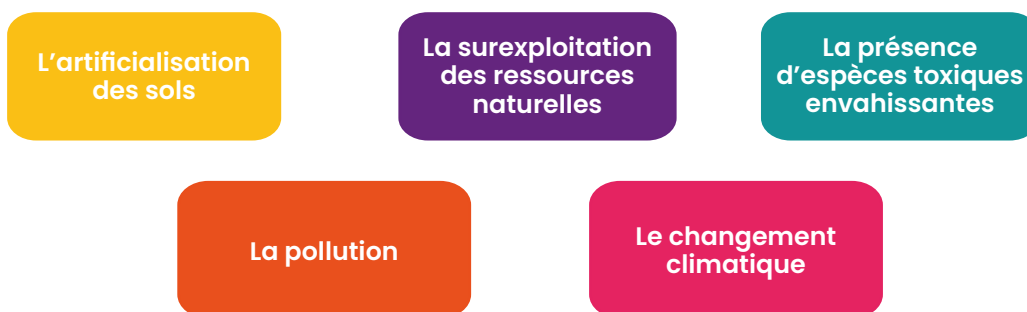 L’artificialisation
des sols
La surexploitation
des ressources
naturelles
La présence
d’espèces toxiques
envahissantes
La pollution
Le changement
climatique